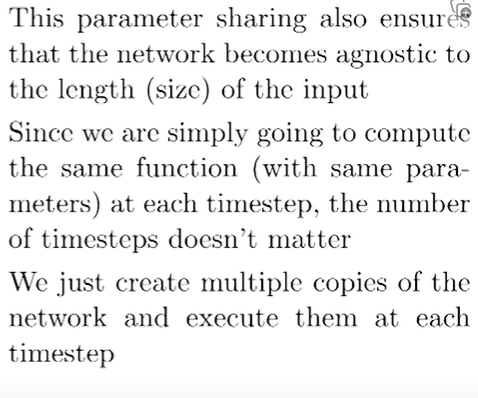 This parameter sharing also ensures
that the network becomes agnostic to
the length (size) of the input
Since we are simply going to compute
the same function (with same para-
meters) at each timestep, the number
of timesteps doesn't matter
We just create multiple copies of the
network and execute them at each
timestep